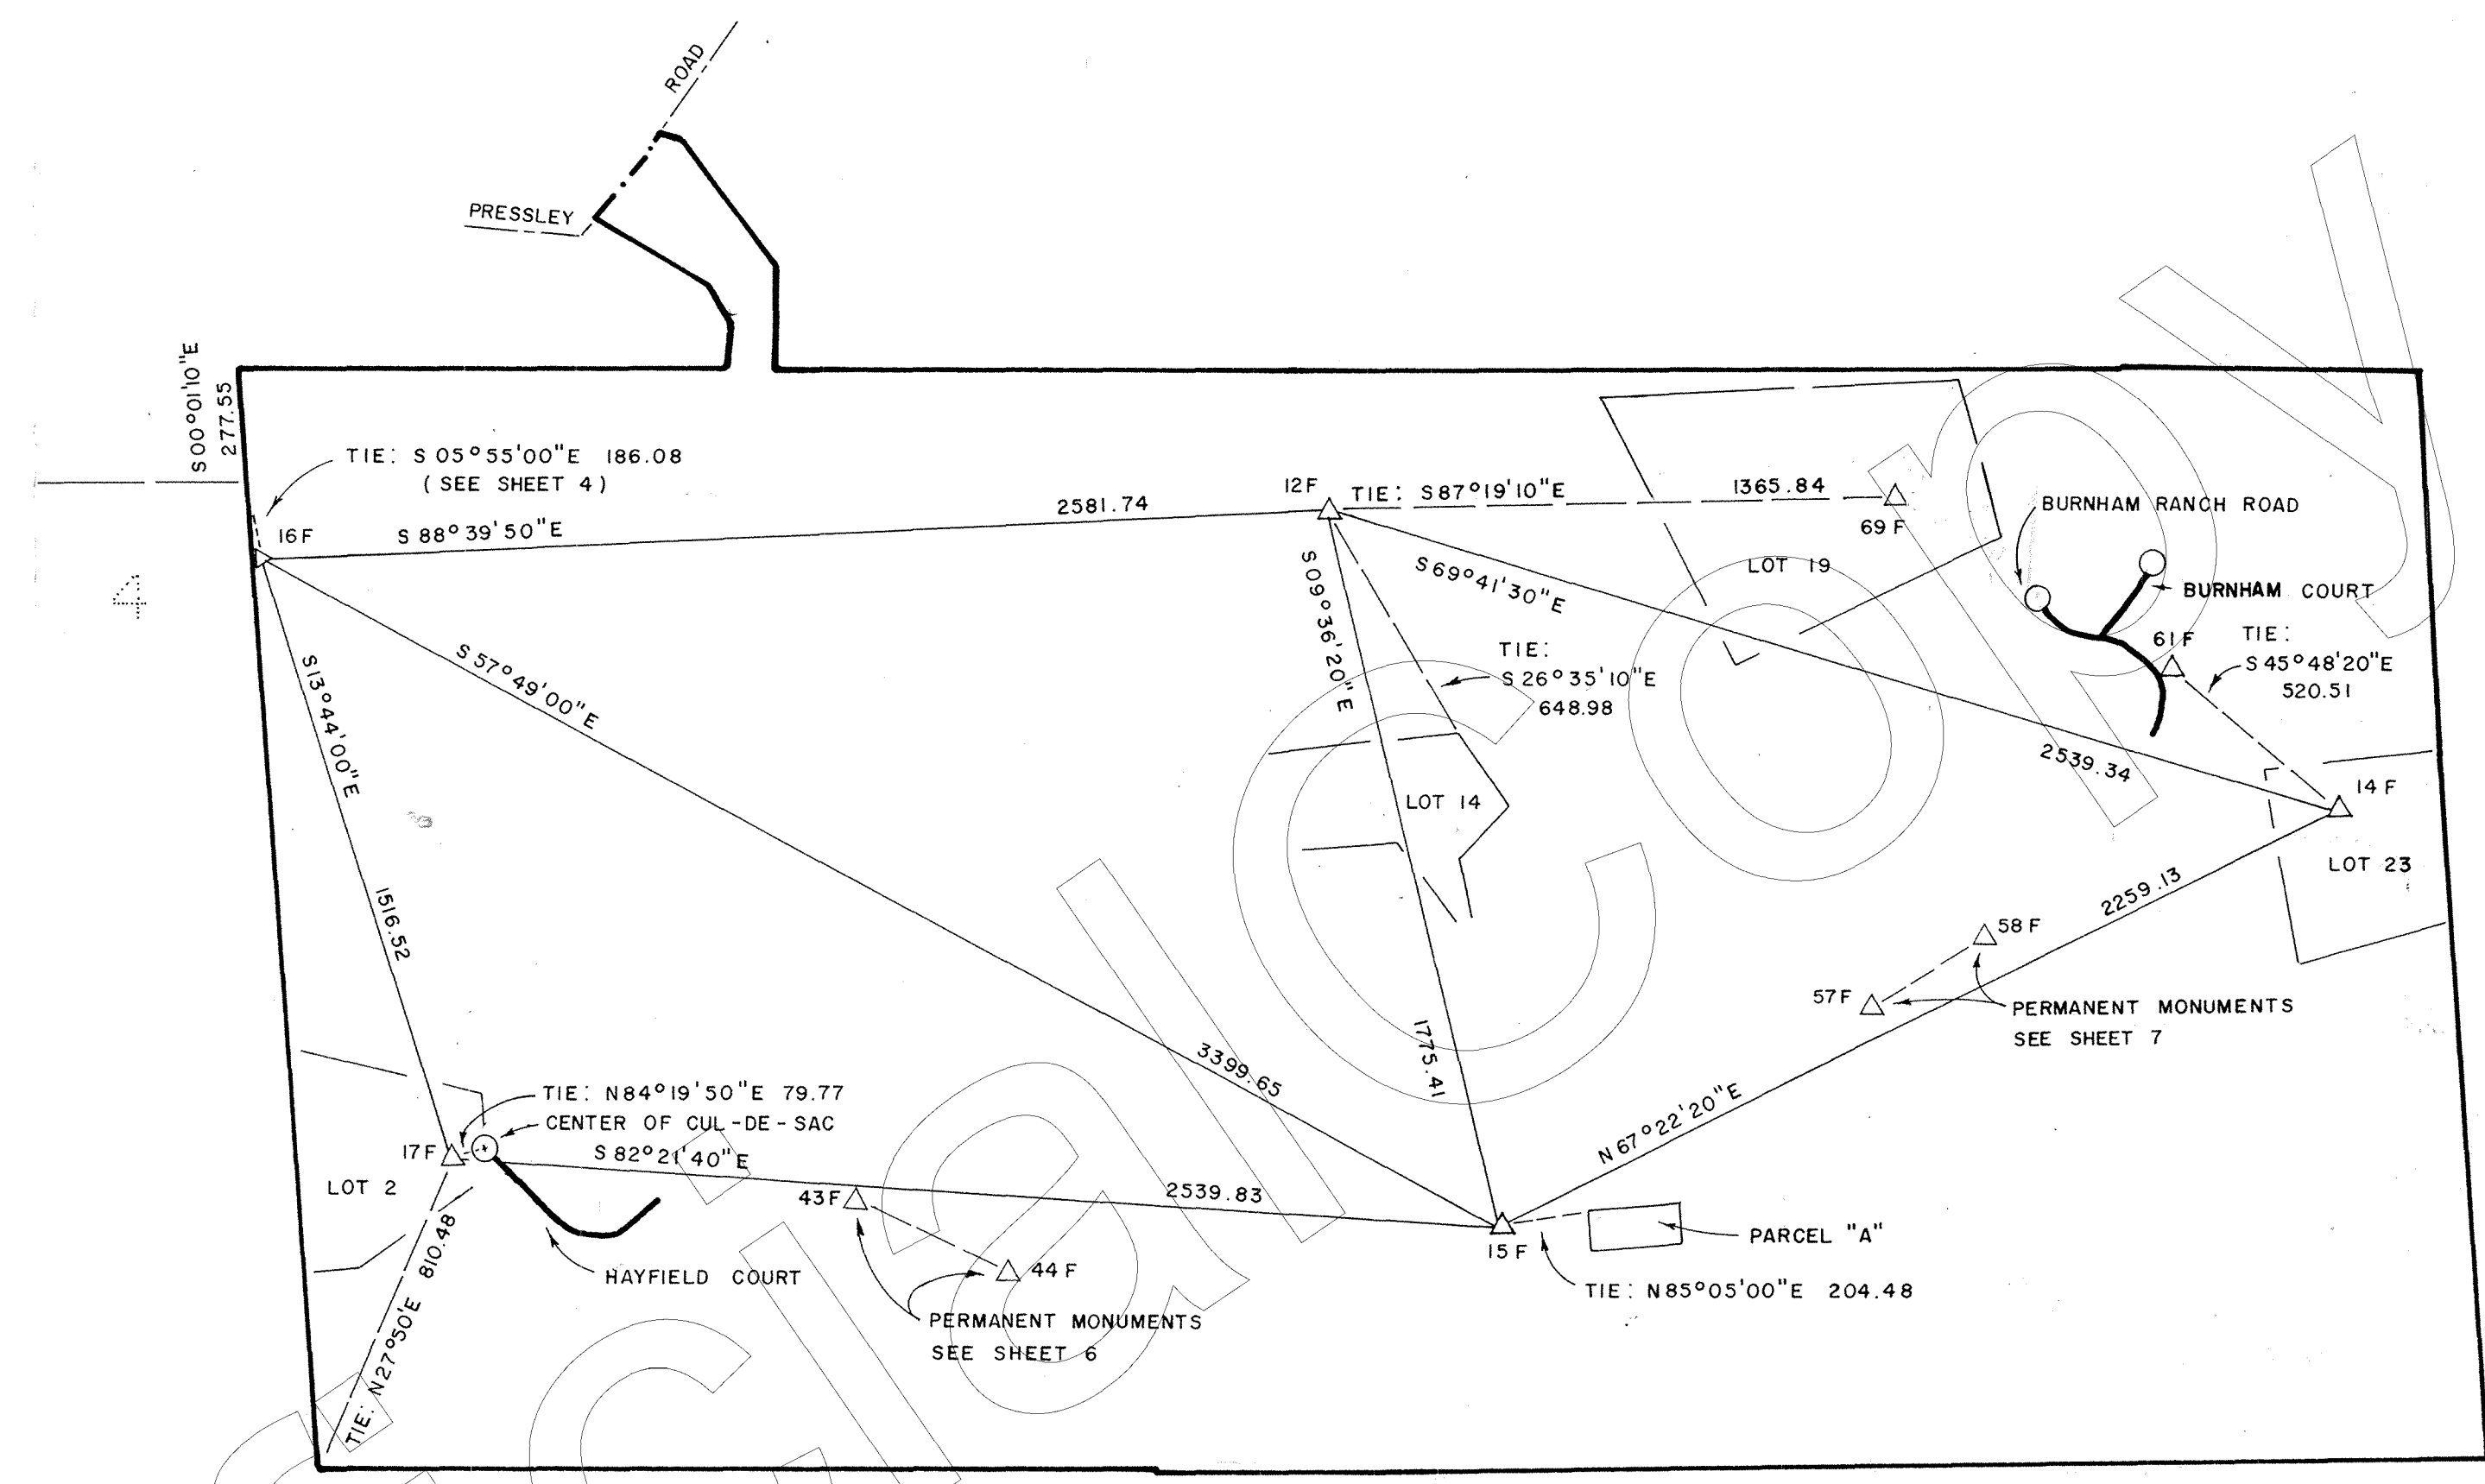 ROAD
PRESSLEY
S00°01'10"E
277.55
TIE: S 05°55'00"E 186.08
(SEE SHEET 4)
16F
S 88°39'50"E
2581.74
12F
TIE: S87°19'10"E
1365.84
69 F
BURNHAM RANCH ROAD
LOT 19
BURNHAM COURT
61F
TIE:
S45°48'20"E
520.51
4
S13°44'00"E
S 57°49'00"E
S09°36'20"E
S69°41'30"E
TIE:
S 26°35'10"E
648.98
2539.34
14 F
LOT 14
LOT 23
1516.52
2259.13
58 F
57F
PERMANENT MONUMENTS
SEE SHEET 7
3399.65
1775.41
TIE: N84°19'50"E 79.77
CENTER OF CUL-DE-SAC
17F
S 82°21'40"E
N 67°22'20"E
LOT 2
43F
2539.83
15 F
PARCEL "A"
44 F
HAYFIELD COURT
TIE: N85°05'00"E 204.48
PERMANENT MONUMENTS
SEE SHEET 6
TIE: N27°50'E 810.48